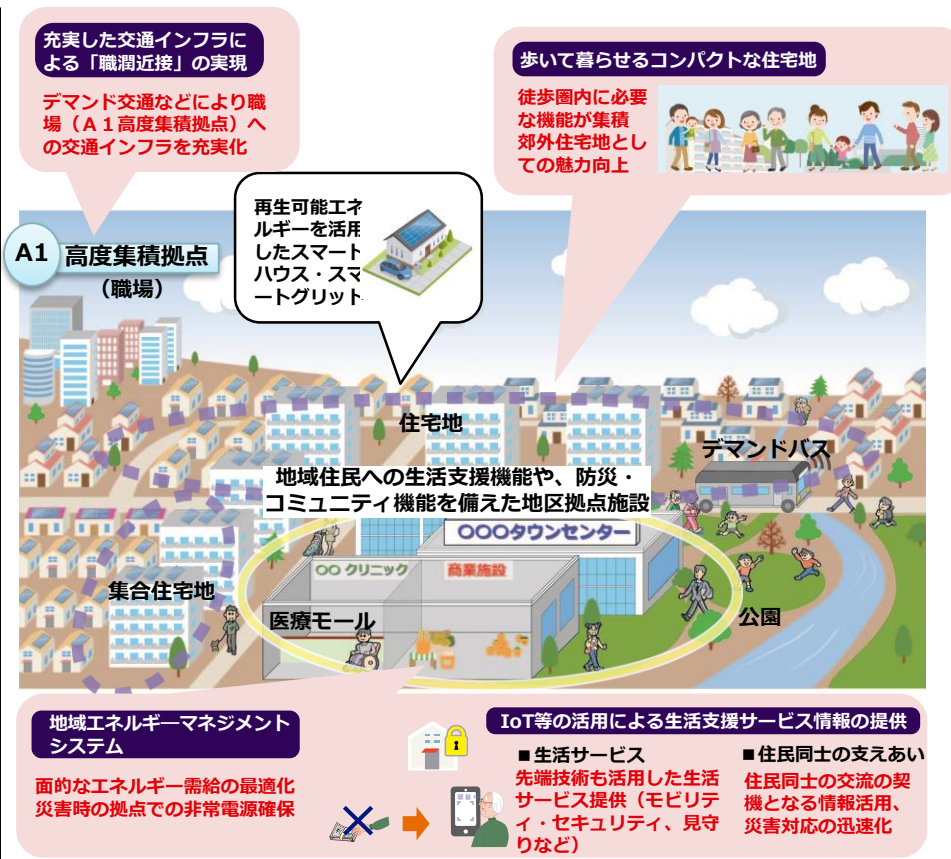 充実した交通インフラに
よる「職潤近接」の実現
デマンド交通などにより職
場（Ａ１高度集積拠点）へ
の交通インフラを充実化
歩いて暮らせるコンパクトな住宅地
徒歩圏内に必要
な機能が集積
郊外住宅地とし
ての魅力向上
再生可能エネ
ルギーを活用
したスマート
ハウス・スマ
ートグリット
A1 高度集積拠点
（職場）
住宅地
デマンドバス
地域住民への生活支援機能や、防災・
コミュニティ機能を備えた地区拠点施設
〇〇〇タウンセンター
〇〇 クリニック
商業施設
集合住宅地
医療モール
公園
地域エネルギーマネジメント
システム
面的なエネルギー需給の最適化
災害時の拠点での非常電源確保
IoT等の活用による生活支援サービス情報の提供
■生活サービス
先端技術も活用した生活
サービス提供（モビリテ
ィ・セキュリティ、見守
りなど）
■住民同士の支えあい
住民同士の交流の契
機となる情報活用、
災害対応の迅速化